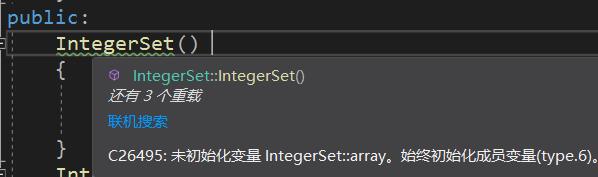 public:
IntegerSet()
{
IntegerSet::IntegerSet()
还有 3 个重载
联机搜索
C26495: 未初始化变量 IntegerSet::array。始终初始化成员变量(type.6)。
}